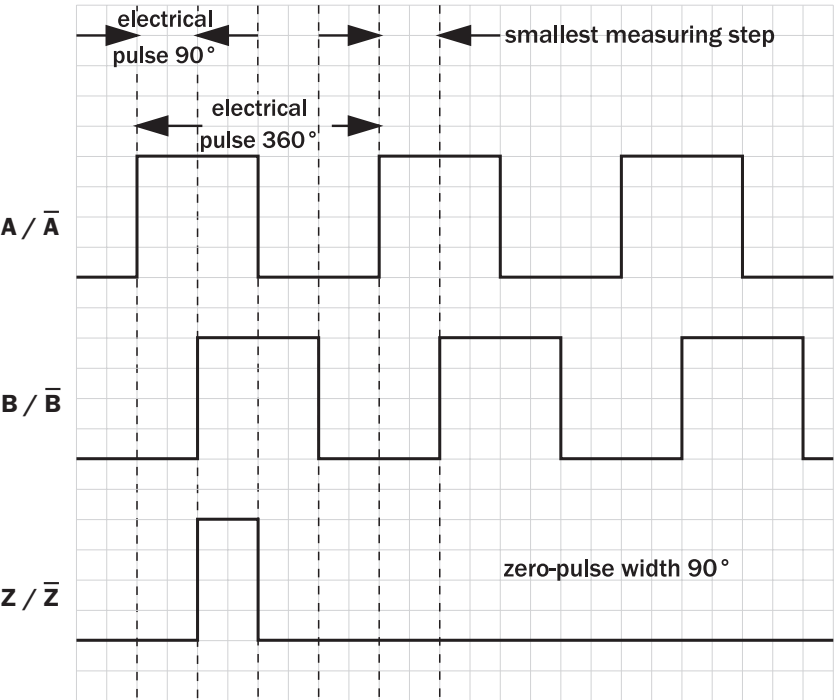 electrical
pulse 90°
smallest measuring step
electrical
pulse 360°
A / A̅
B / B̅
zero-pulse width 90°
Z / Z̅